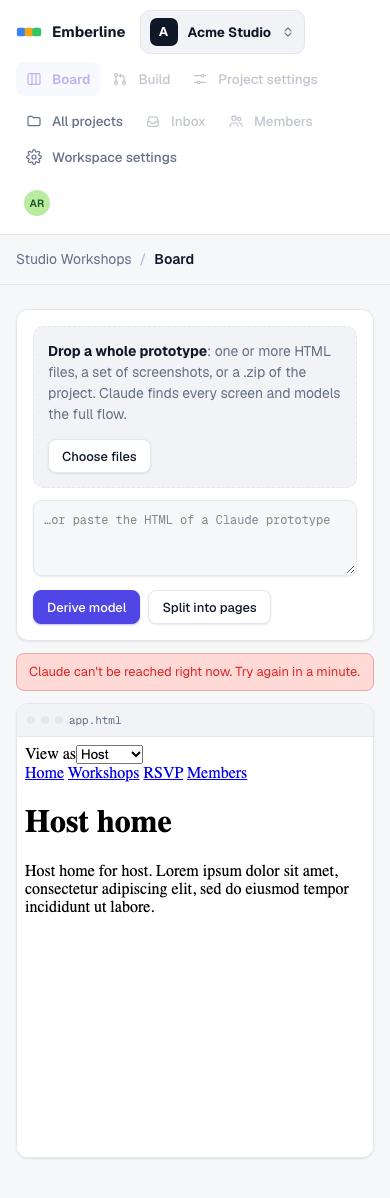 Emberline
A Acme Studio
Board Build Project settings
All projects Inbox Members
Workspace settings
AR
Studio Workshops / Board
Drop a whole prototype: one or more HTML
files, a set of screenshots, or a .zip of the
project. Claude finds every screen and models
the full flow.
Choose files
…or paste the HTML of a Claude prototype
Derive model Split into pages
Claude can't be reached right now. Try again in a minute.
app.html
View as Host
Home Workshops RSVP Members
Host home
Host home for host. Lorem ipsum dolor sit amet,
consectetur adipiscing elit, sed do eiusmod tempor
incididunt ut labore.